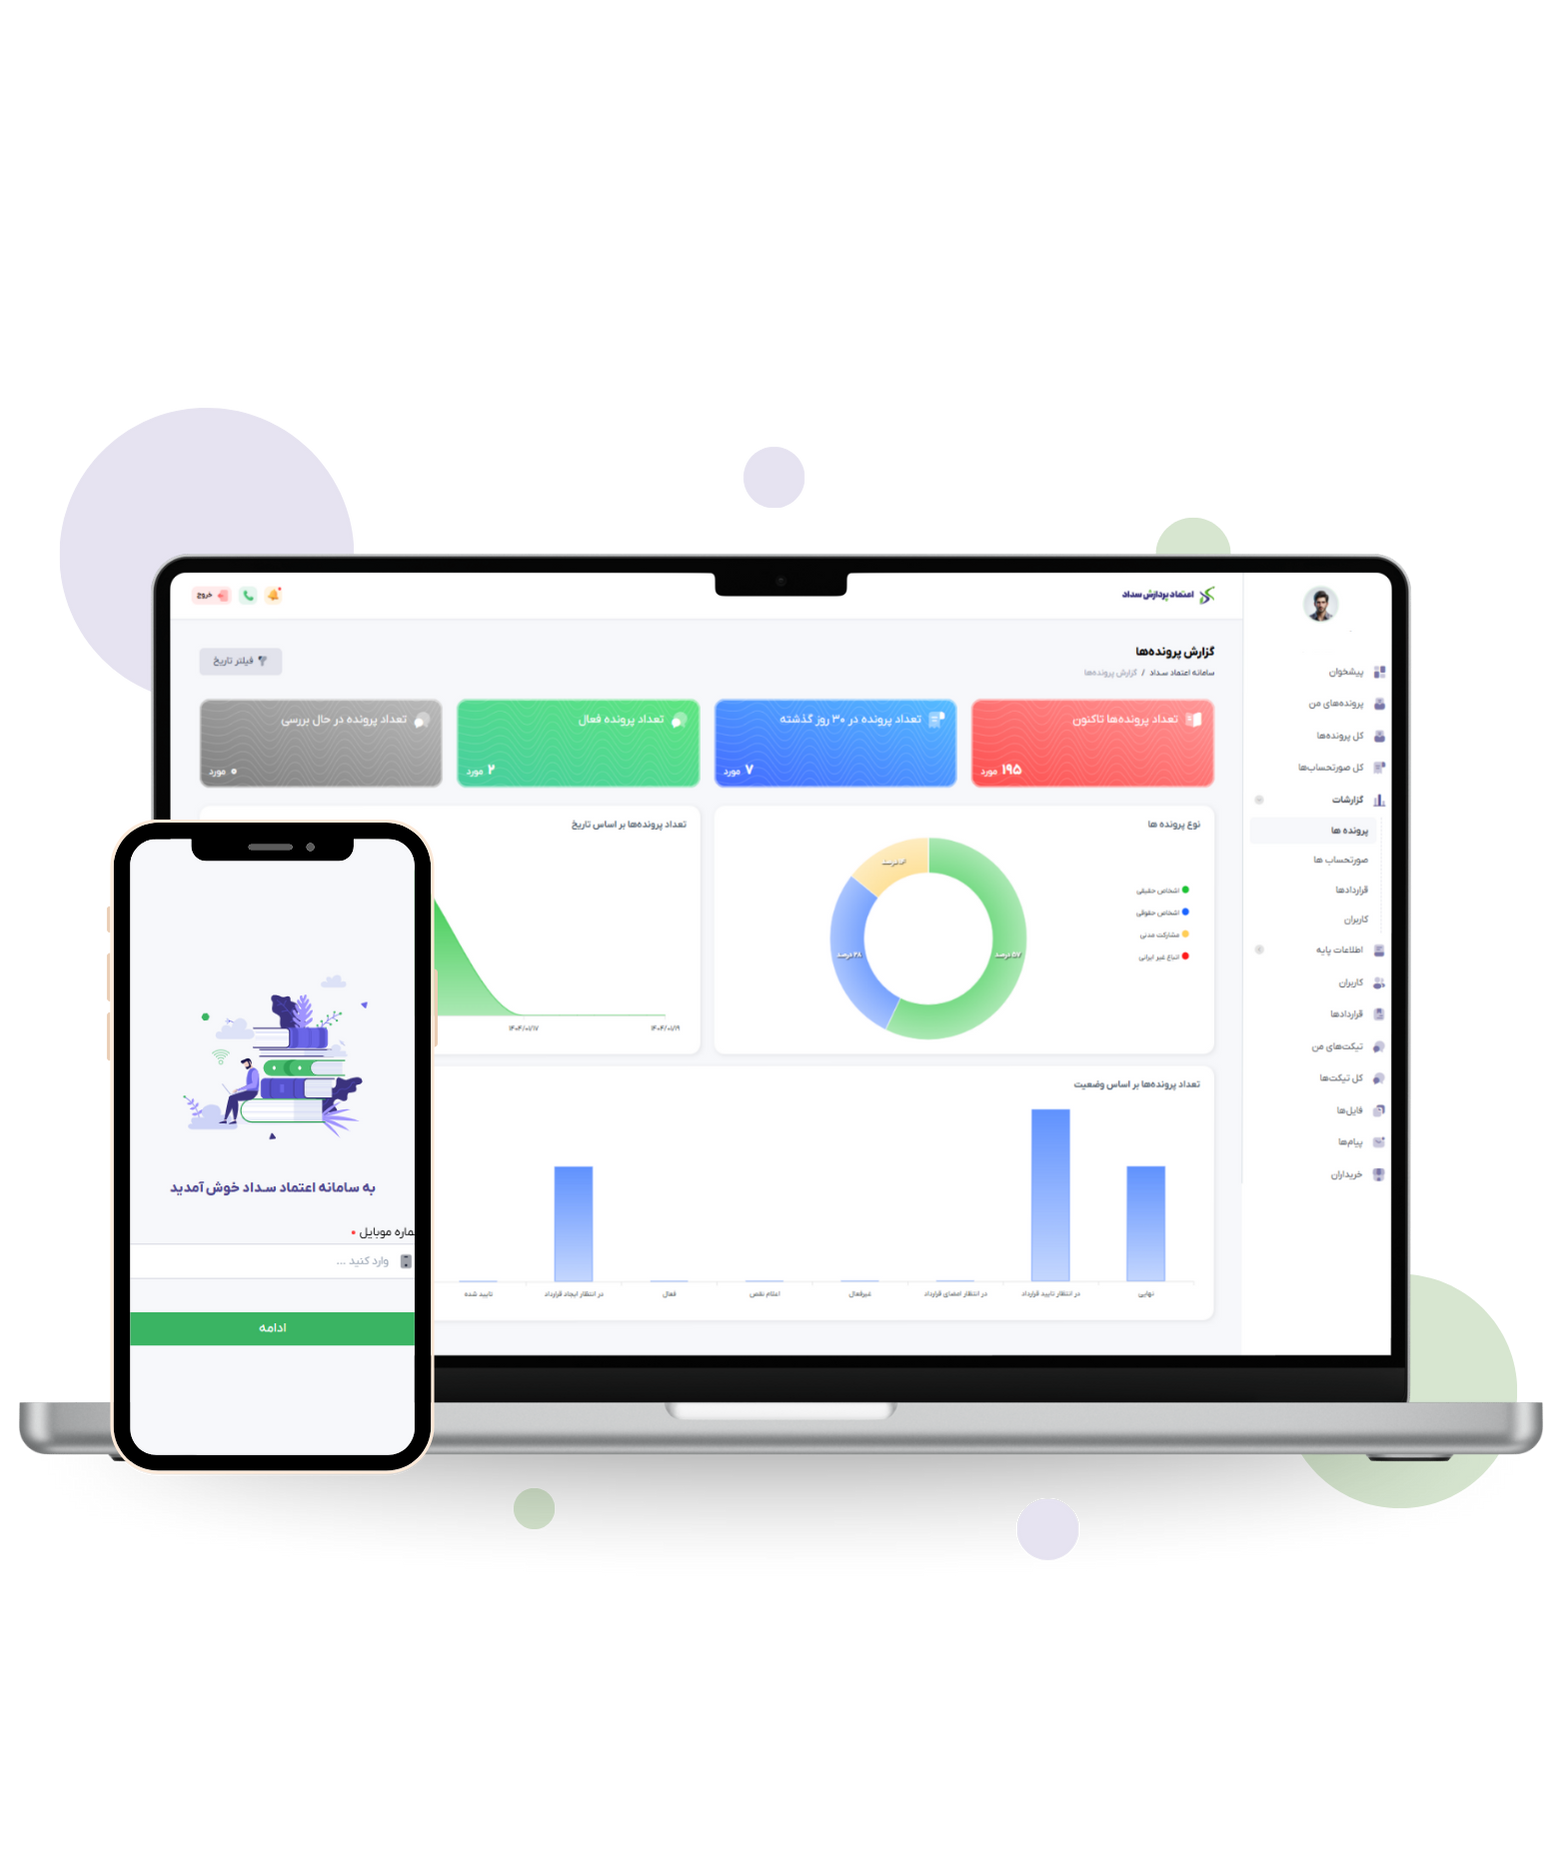 اعتماد پردازش سداد
خروج
گزارش پرونده‌ها
سامانه اعتماد سداد / گزارش پرونده‌ها
فیلتر تاریخ
تعداد پرونده‌ها تاکنون
۱۹۵ مورد
تعداد پرونده در ۳۰ روز گذشته
۷ مورد
تعداد پرونده فعال
۲ مورد
تعداد پرونده در حال بررسی
۰ مورد
پیشخوان
پرونده‌های من
کل پرونده‌ها
کل صورتحساب‌ها
گزارشات
پرونده ها
صورتحساب ها
قراردادها
کاربران
اطلاعات پایه
کاربران
قراردادها
تیکت‌های من
کل تیکت‌ها
فایل‌ها
پیام‌ها
خریداران
نوع پرونده ها
اشخاص حقیقی
اشخاص حقوقی
مشارکت مدنی
اتباع غیر ایرانی
۵۷ درصد
۲۸ درصد
درصد
تعداد پرونده‌ها بر اساس تاریخ
۱۴۰۴/۰۱/۱۷
۱۴۰۴/۰۱/۱۹
تعداد پرونده‌ها بر اساس وضعیت
نهایی
در انتظار تایید قرارداد
در انتظار امضای قرارداد
غیرفعال
اعلام نقص
فعال
در انتظار ایجاد قرارداد
تایید شده
به سامانه اعتماد سداد خوش آمدید
ماره موبایل
وارد کنید ...
ادامه